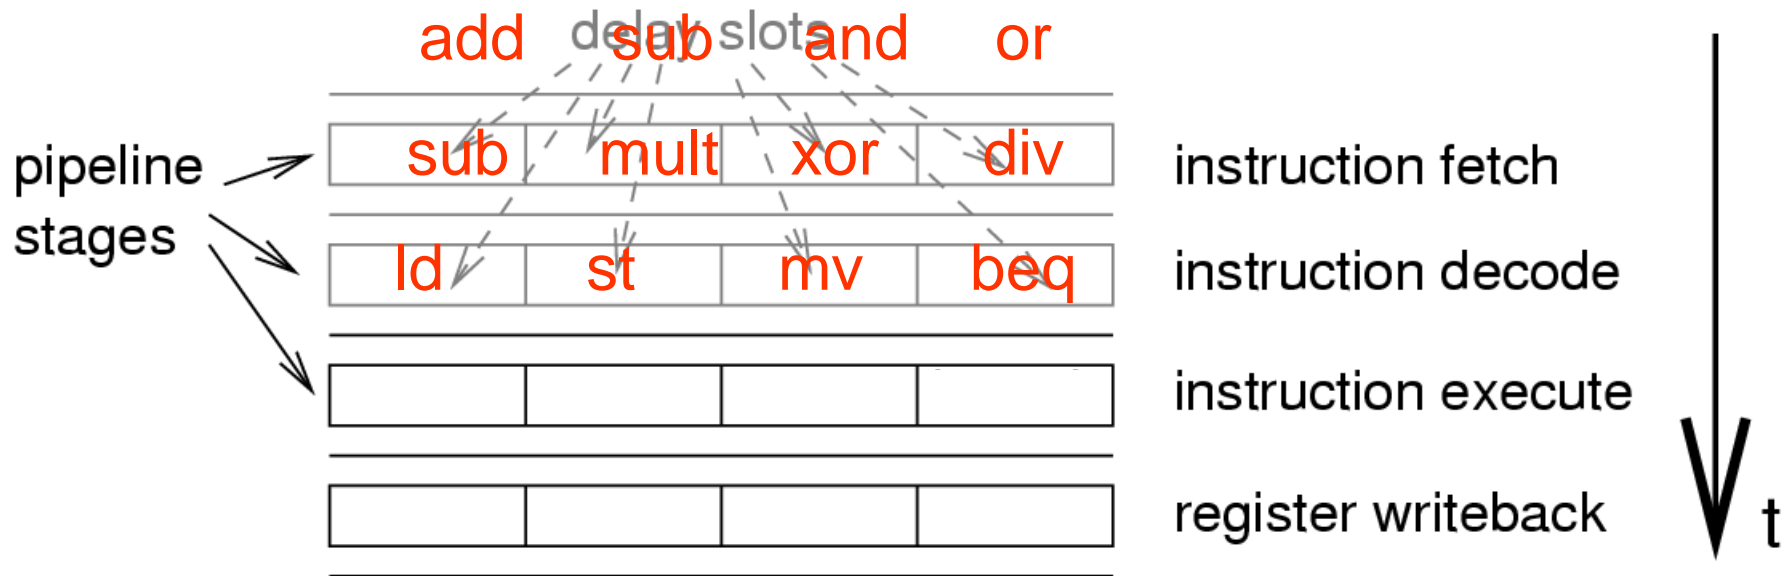 delay slots
add sub and or
pipeline
stages
sub mult xor div
instruction fetch
ld st mv beq
instruction decode
instruction execute
register writeback
t